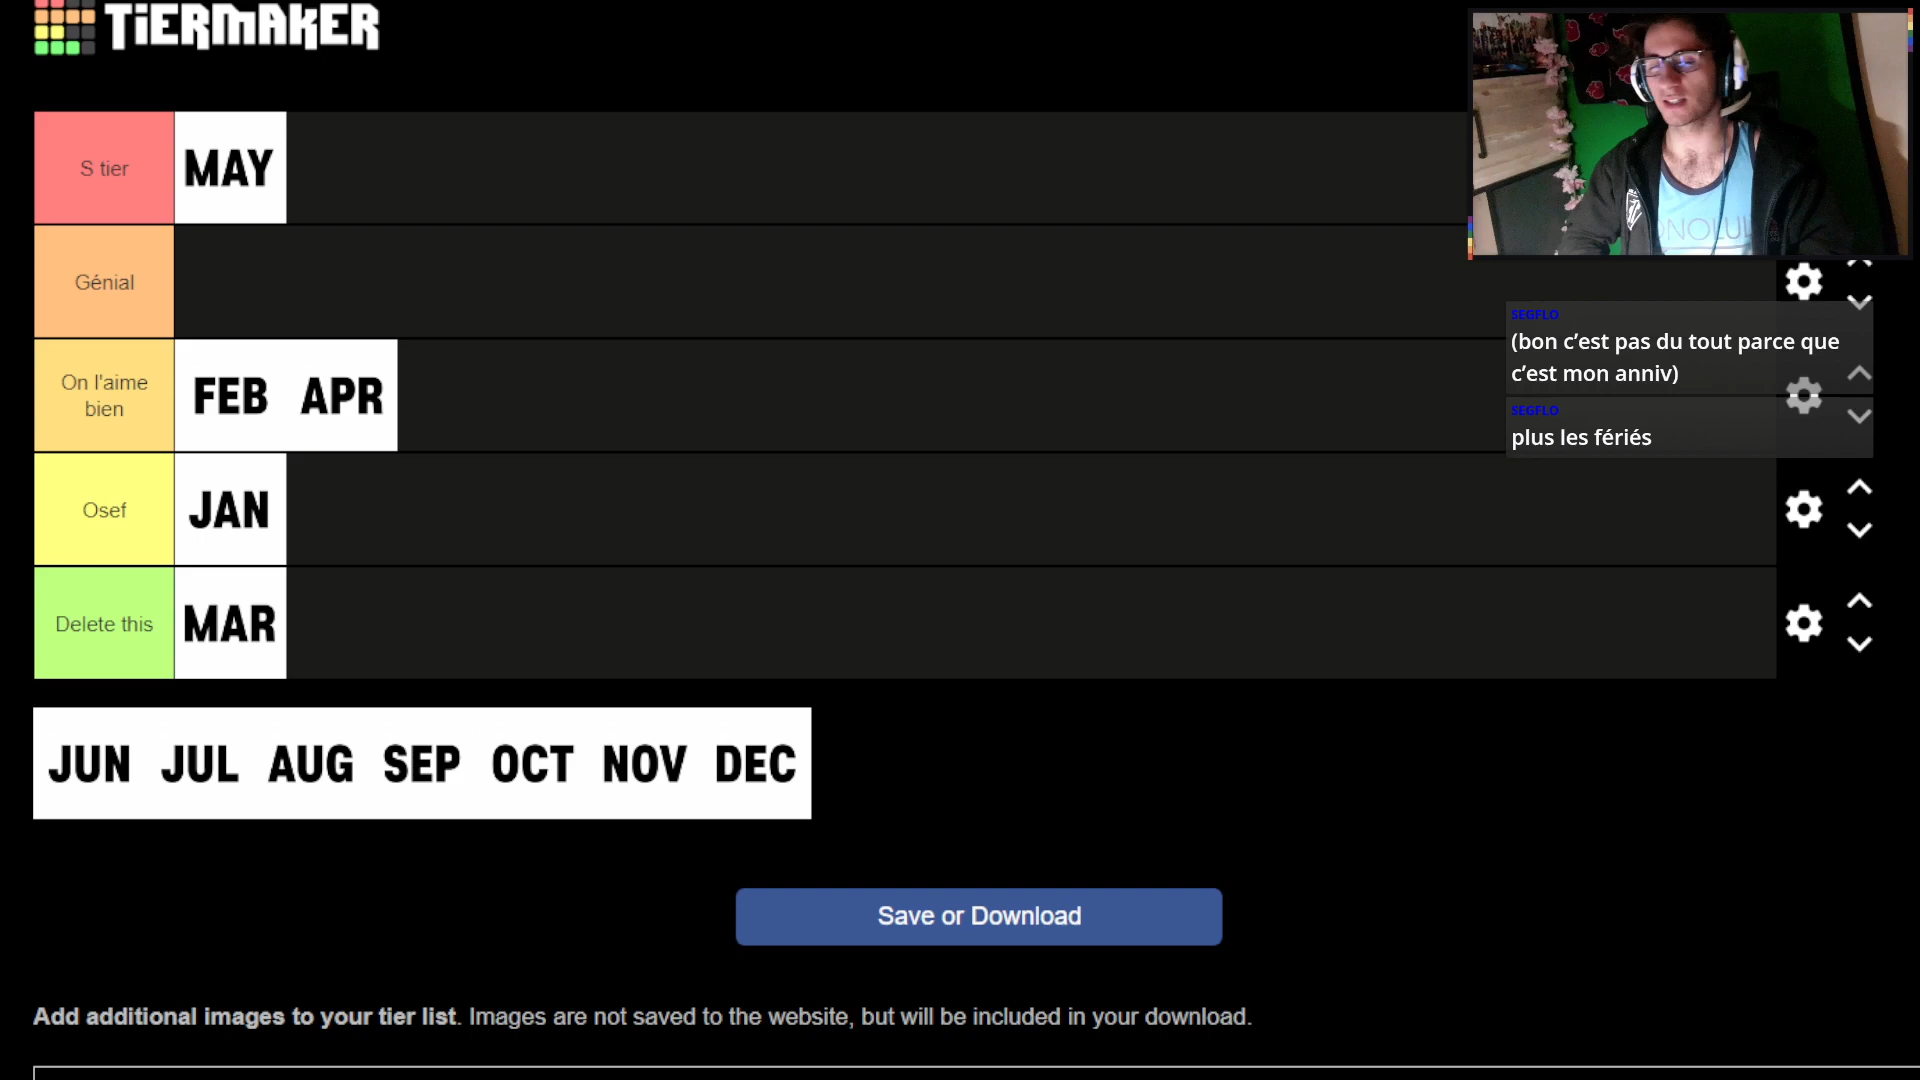 TiERMAKER
S tier
MAY
Génial
On l'aime
bien
FEB APR
Osef
JAN
Delete this
MAR
SEGFLO
(bon c’est pas du tout parce que
c’est mon anniv)
SEGFLO
plus les fériés
ONOLUL
JUN JUL AUG SEP OCT NOV DEC
Save or Download
Add additional images to your tier list. Images are not saved to the website, but will be included in your download.